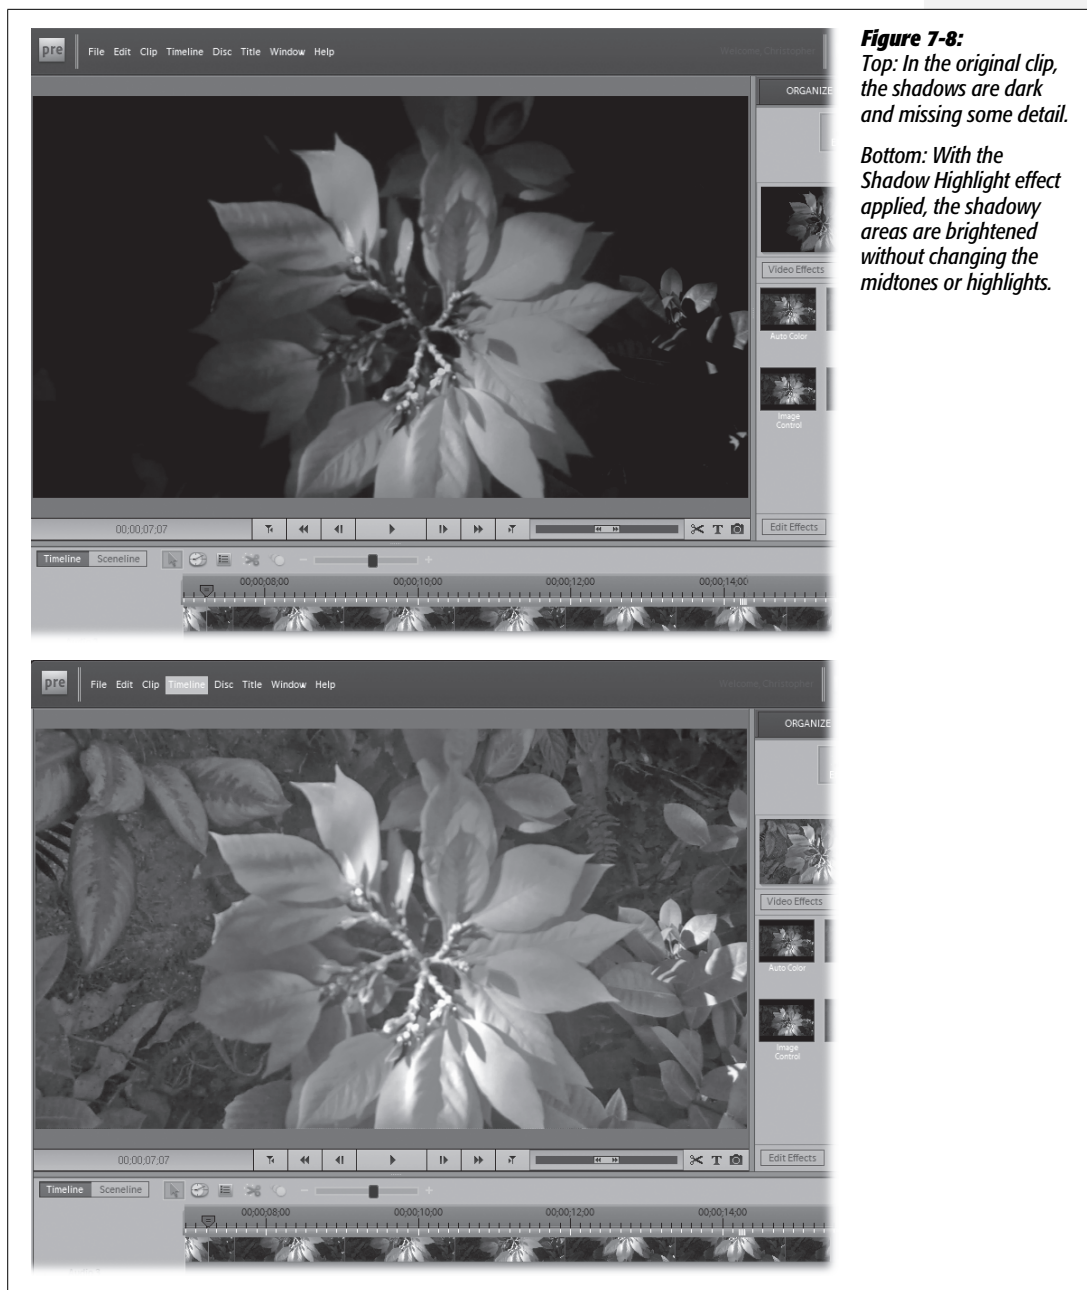 pre
File Edit Clip Timeline Disc Title Window Help
Welcome, Christopher
ORGANIZE
Video Effects
Auto Color
Image
Control
Edit Effects
00;00;07;07
T
Timeline Sceneline
00;00;08;00 00;00;10;00 00;00;12;00 00;00;14;00
pre
File Edit Clip Timeline Disc Title Window Help
Welcome, Christopher
ORGANIZE
Video Effects
Auto Color
Image
Control
Edit Effects
00;00;07;07
T
Timeline Sceneline
00;00;08;00 00;00;10;00 00;00;12;00 00;00;14;00
Figure 7-8:
Top: In the original clip,
the shadows are dark
and missing some detail.
Bottom: With the
Shadow Highlight effect
applied, the shadowy
areas are brightened
without changing the
midtones or highlights.